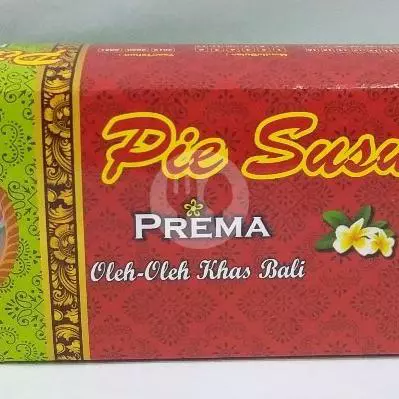 Pie Susu
PREMA
Oleh-Oleh Khas Bali